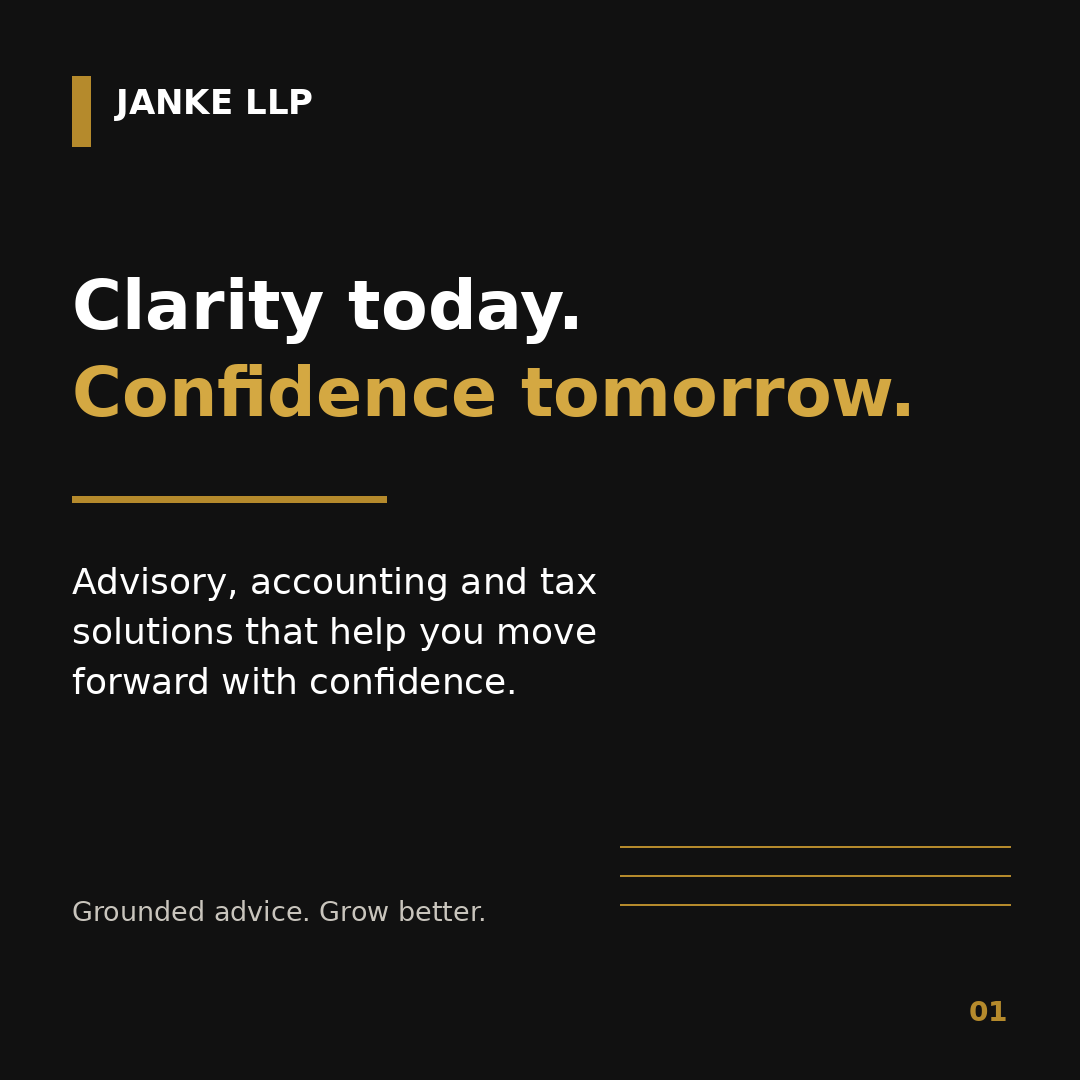 JANKE LLP
Clarity today.
Confidence tomorrow.
Advisory, accounting and tax
solutions that help you move
forward with confidence.
Grounded advice. Grow better.
01